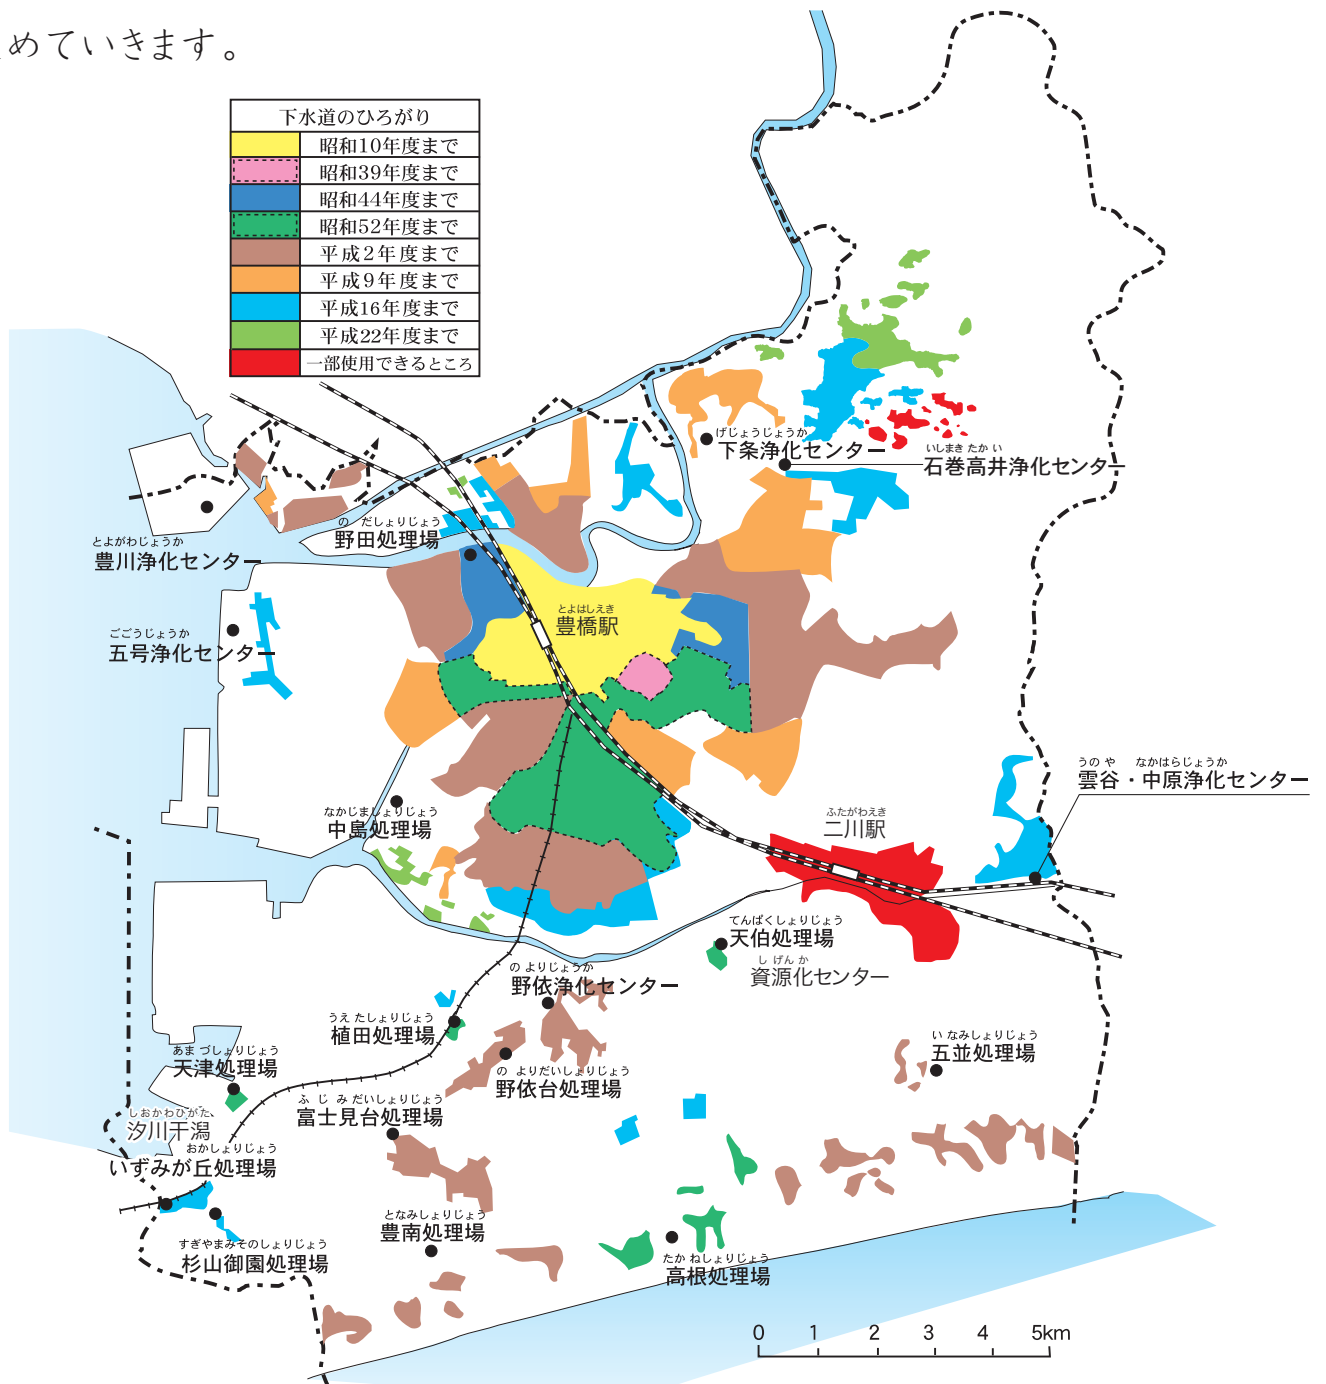 めていきます。
下水道のひろがり
昭和10年度まで
昭和39年度まで
昭和44年度まで
昭和52年度まで
平成2年度まで
平成9年度まで
平成16年度まで
平成22年度まで
一部使用できるところ
げじょうじょうか
下条浄化センター
いしまきたかい
石巻高井浄化センター
のだしょりじょう
野田処理場
とよがわじょうか
豊川浄化センター
とよはしえき
豊橋駅
ごごうじょうか
五号浄化センター
うのや なかはらじょうか
雲谷・中原浄化センター
なかじましょりじょう
中島処理場
ふたがわえき
二川駅
てんぱくしょりじょう
天伯処理場
しげんか
資源化センター
のよりじょうか
野依浄化センター
うえたしょりじょう
植田処理場
いなみしょりじょう
五並処理場
あまづしょりじょう
天津処理場
のよりだいしょりじょう
野依台処理場
ふじみだいしょりじょう
富士見台処理場
しおかわひがた
汐川干潟
おかしょりじょう
いずみが丘処理場
となみしょりじょう
豊南処理場
すぎやまみそのしょりじょう
杉山御園処理場
たかねしょりじょう
高根処理場
0 1 2 3 4 5km